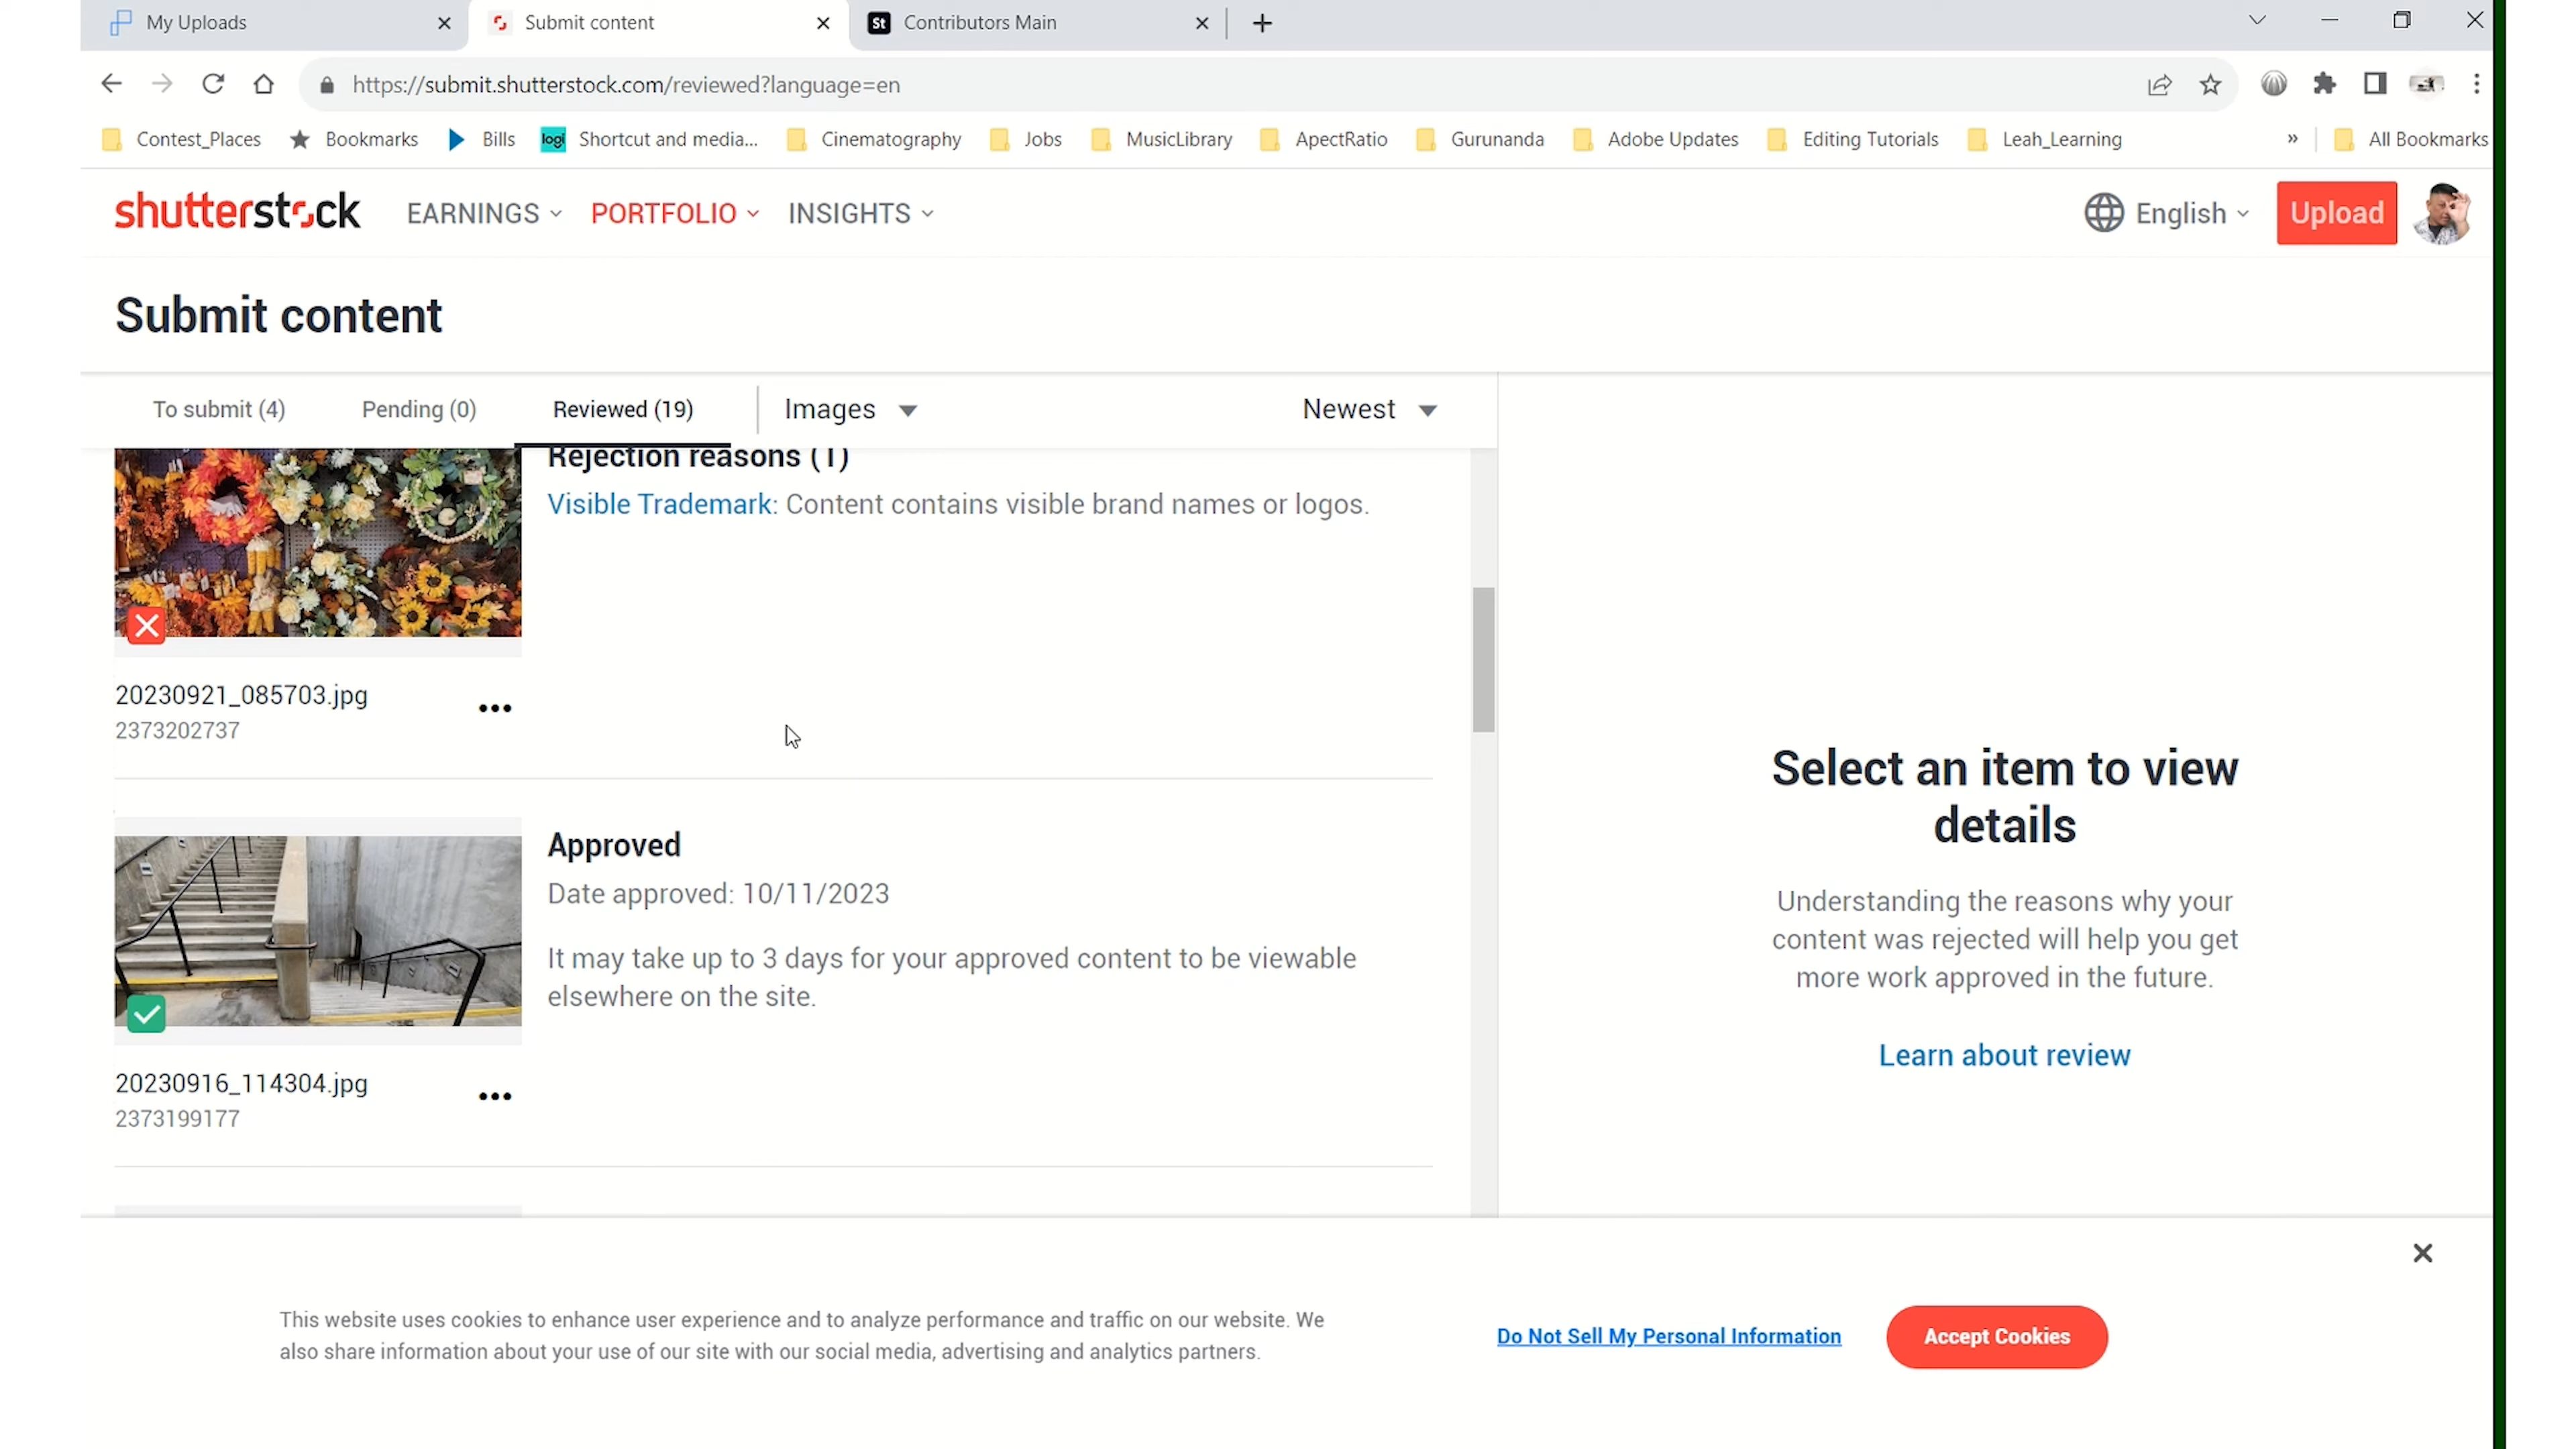 My Uploads
Submit content
St Contributors Main
https://submit.shutterstock.com/reviewed?language=en
Contest_Places Bookmarks Bills logi Shortcut and media... Cinematography Jobs MusicLibrary ApectRatio Gurunanda Adobe Updates Editing Tutorials Leah_Learning » All Bookmarks
shutterstock EARNINGS PORTFOLIO INSIGHTS English Upload
Submit content
To submit (4) Pending (0) Reviewed (19) Images Newest
Rejection reasons (1)
Visible Trademark: Content contains visible brand names or logos.
20230921_085703.jpg
2373202737
Approved
Date approved: 10/11/2023
It may take up to 3 days for your approved content to be viewable
elsewhere on the site.
20230916_114304.jpg
2373199177
Select an item to view
details
Understanding the reasons why your
content was rejected will help you get
more work approved in the future.
Learn about review
This website uses cookies to enhance user experience and to analyze performance and traffic on our website. We
also share information about your use of our site with our social media, advertising and analytics partners.
Do Not Sell My Personal Information
Accept Cookies